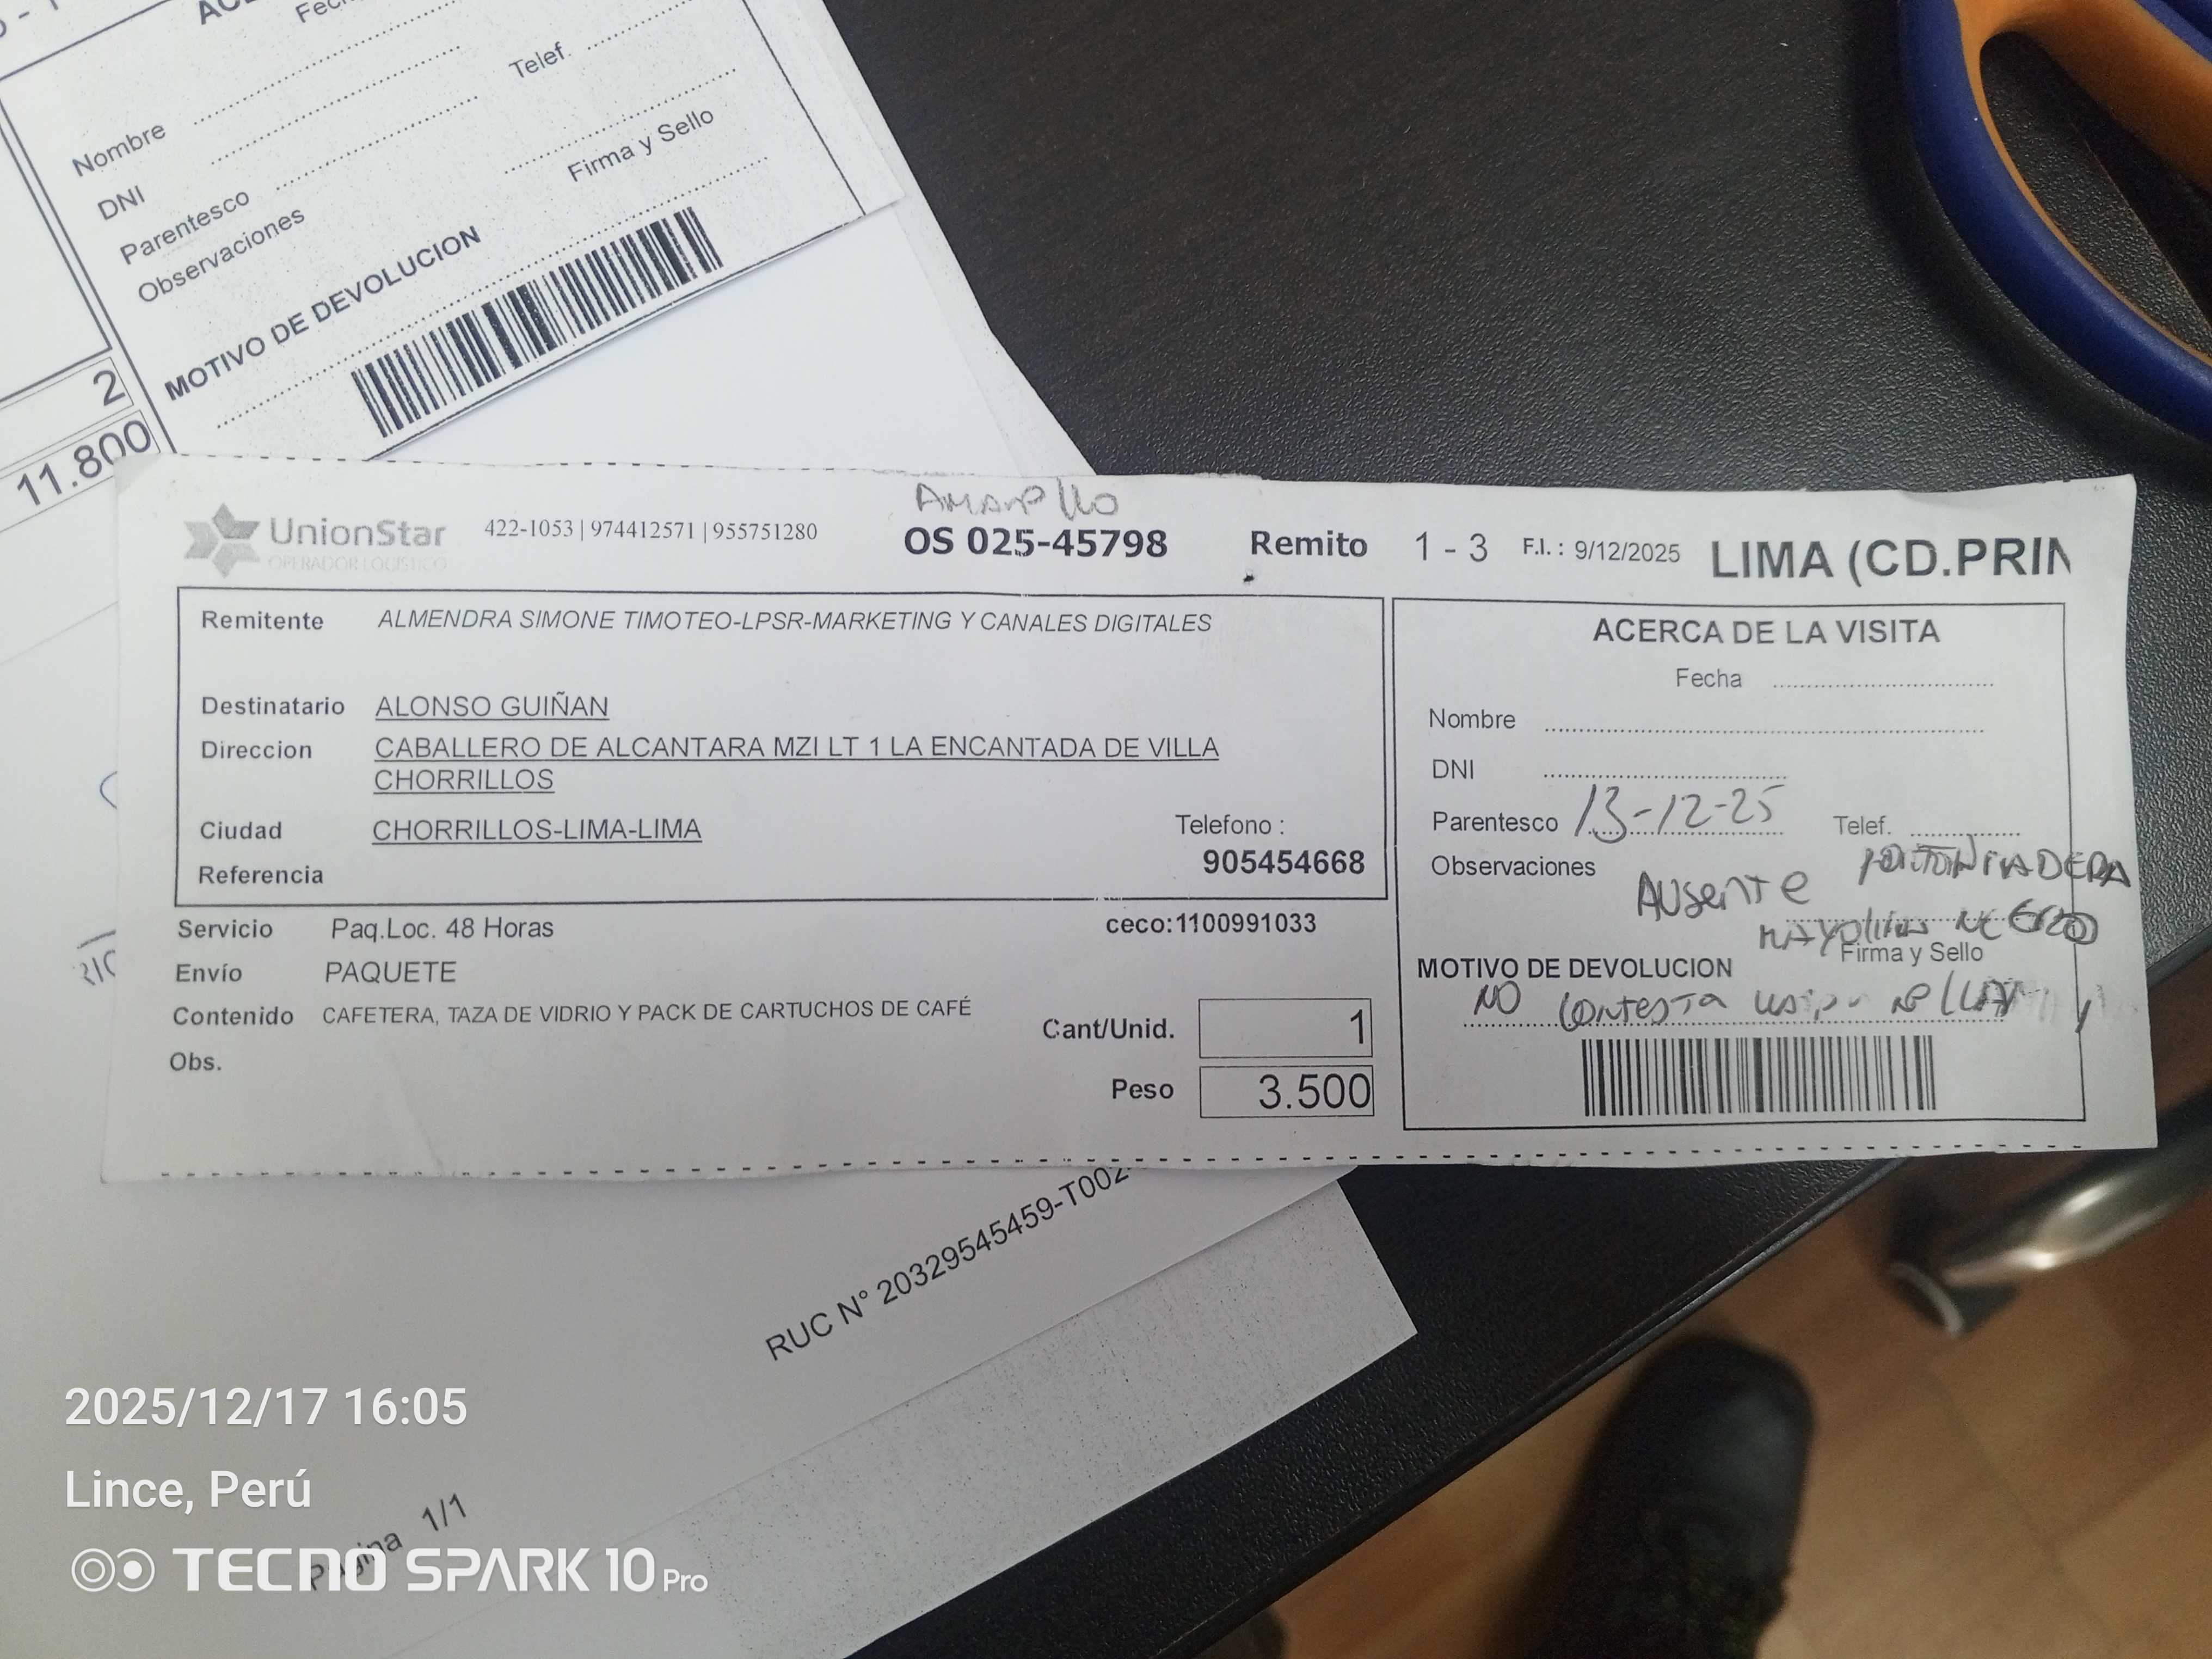 Telef.
Nombre
DNI
Firma y Sello
Parentesco
Observaciones
MOTIVO DE DEVOLUCION
2
11.800
AMARILLO
UnionStar
OPERADOR LOGISTICO
422-1053 | 974412571 | 955751280
OS 025-45798
Remito 1 - 3
F.I. : 9/12/2025
LIMA (CD.PRIN
Remitente ALMENDRA SIMONE TIMOTEO-LPSR-MARKETING Y CANALES DIGITALES
Destinatario ALONSO GUIÑAN
Direccion CABALLERO DE ALCANTARA MZI LT 1 LA ENCANTADA DE VILLA
CHORRILLOS
Ciudad CHORRILLOS-LIMA-LIMA
Telefono :
905454668
Referencia
Servicio Paq.Loc. 48 Horas
ceco:1100991033
Envío PAQUETE
Contenido CAFETERA, TAZA DE VIDRIO Y PACK DE CARTUCHOS DE CAFÉ
Obs.
Cant/Unid. 1
Peso 3.500
ACERCA DE LA VISITA
Fecha
Nombre
DNI
Parentesco 13-12-25
Telef.
Observaciones
Ausente
MADERA
NEGRO
Firma y Sello
MOTIVO DE DEVOLUCION
NO Contesta
RUC N° 20329545459-T002-
Página 1/1
2025/12/17 16:05
Lince, Perú
TECNO SPARK 10 Pro